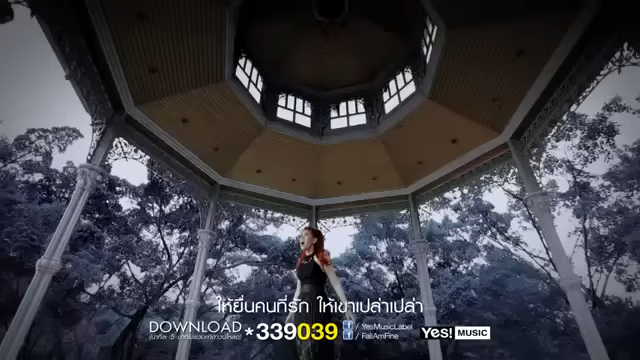 ให้ยื่นคนที่รัก ให้เขาเปล่าเปล่า
DOWNLOAD *339039 f / YesMusicLabel Yes! MUSIC
f / FaliAmFine